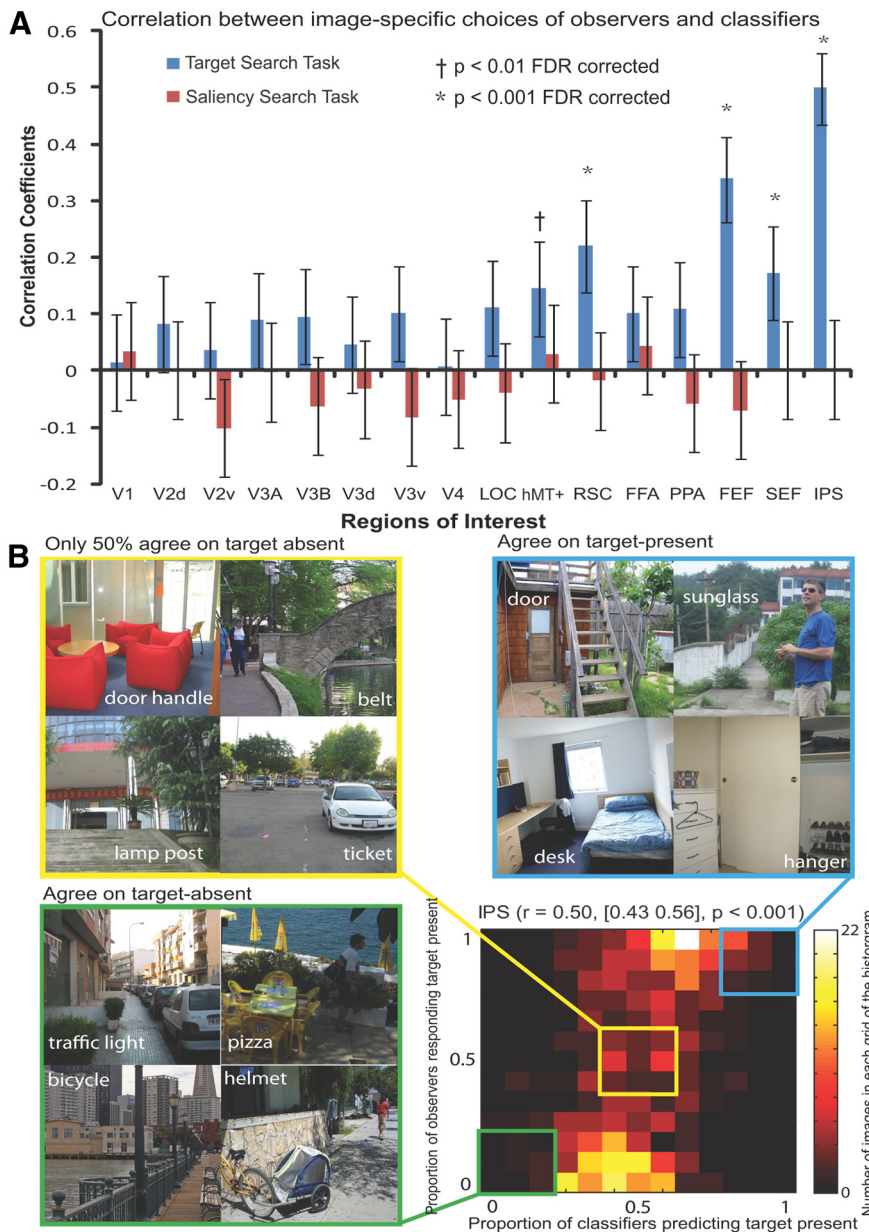 A
Correlation between image-specific choices of observers and classifiers
0.6
0.5
0.4
0.3
0.2
0.1
0
-0.1
-0.2
Correlation Coefficients
Target Search Task
Saliency Search Task
† p < 0.01 FDR corrected
* p < 0.001 FDR corrected
*
*
*
*
†
V1 V2d V2v V3A V3B V3d V3v V4 LOC hMT+ RSC FFA PPA FEF SEF IPS
Regions of Interest
B
Only 50% agree on target absent
door handle
belt
lamp post
ticket
Agree on target-present
door
sunglass
desk
hanger
Agree on target-absent
traffic light
pizza
bicycle
helmet
IPS (r = 0.50, [0.43 0.56], p < 0.001)
Proportion of observers responding target present
1
0.5
0
0 0.5 1
Proportion of classifiers predicting target present
22
0
Number of images in each grid of the historgram